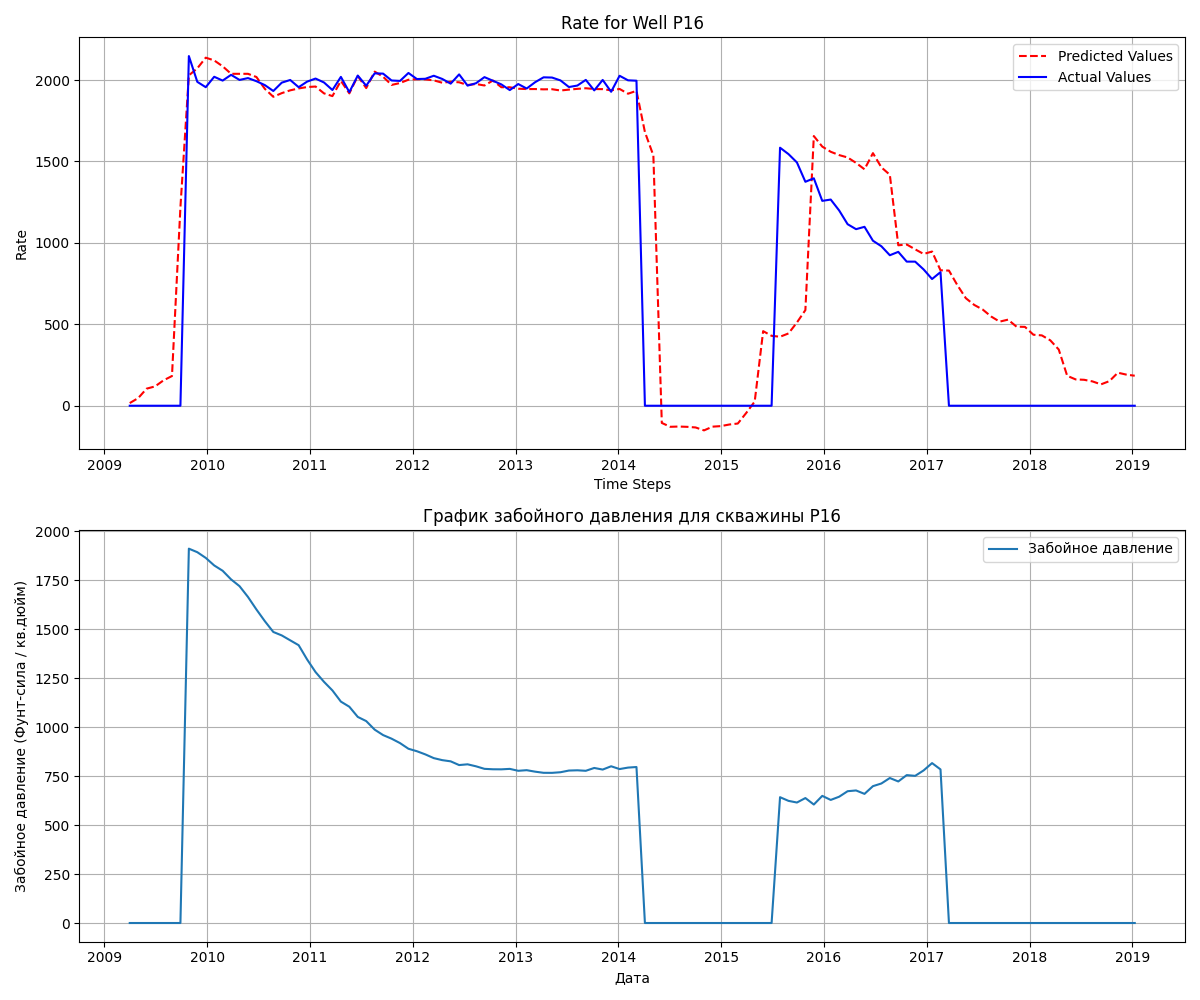 Rate for Well P16
Predicted Values
Actual Values
Rate
2000
1500
1000
500
0
2009 2010 2011 2012 2013 2014 2015 2016 2017 2018 2019
Time Steps
График забойного давления для скважины P16
Забойное давление
Забойное давление (Фунт-сила / кв.дюйм)
2000
1750
1500
1250
1000
750
500
250
0
2009 2010 2011 2012 2013 2014 2015 2016 2017 2018 2019
Дата